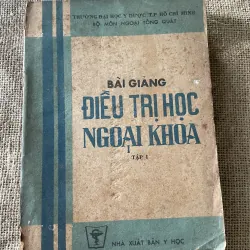 TRƯỜNG ĐẠI HỌC Y DƯỢC T.P HỒ CHÍ MINH
BỘ MÔN NGOẠI TỔNG QUÁT
BÀI GIẢNG
ĐIỀU TRỊ HỌC
NGOẠI KHOA
TẬP 1
NHÀ XUẤT BẢN Y HỌC